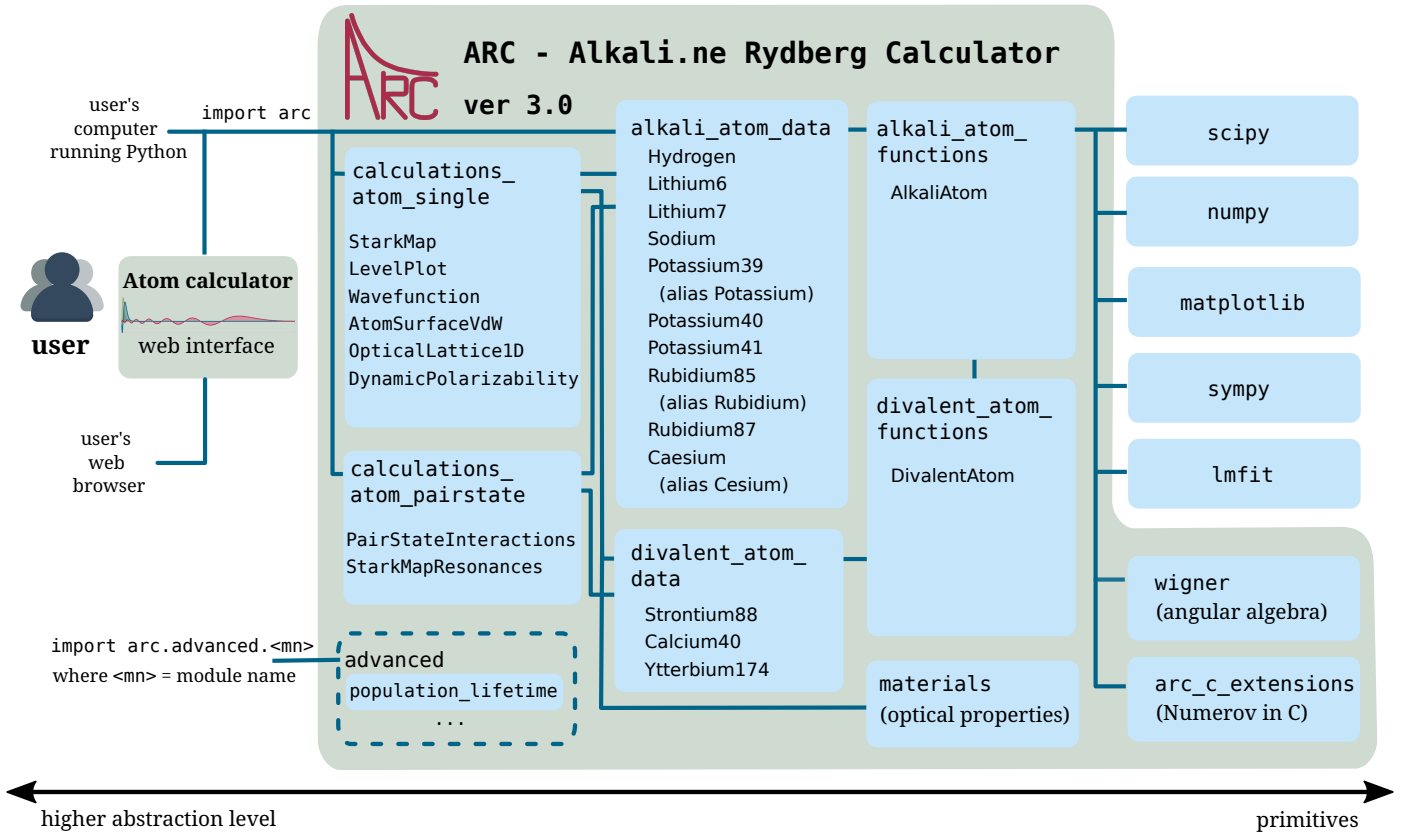 ARC
ARC - Alkali.ne Rydberg Calculator
ver 3.0
user's
computer
running Python
import arc
user
Atom calculator
web interface
user's
web
browser
import arc.advanced.<mn>
where <mn> = module name
calculations_
atom_single
StarkMap
LevelPlot
Wavefunction
AtomSurfaceVdW
OpticalLattice1D
DynamicPolarizability
calculations_
atom_pairstate
PairStateInteractions
StarkMapResonances
advanced
population_lifetime
...
alkali_atom_data
Hydrogen
Lithium6
Lithium7
Sodium
Potassium39
(alias Potassium)
Potassium40
Potassium41
Rubidium85
(alias Rubidium)
Rubidium87
Caesium
(alias Cesium)
divalent_atom_
data
Strontium88
Calcium40
Ytterbium174
alkali_atom_
functions
AlkaliAtom
divalent_atom_
functions
DivalentAtom
materials
(optical properties)
scipy
numpy
matplotlib
sympy
lmfit
wigner
(angular algebra)
arc_c_extensions
(Numerov in C)
higher abstraction level
primitives